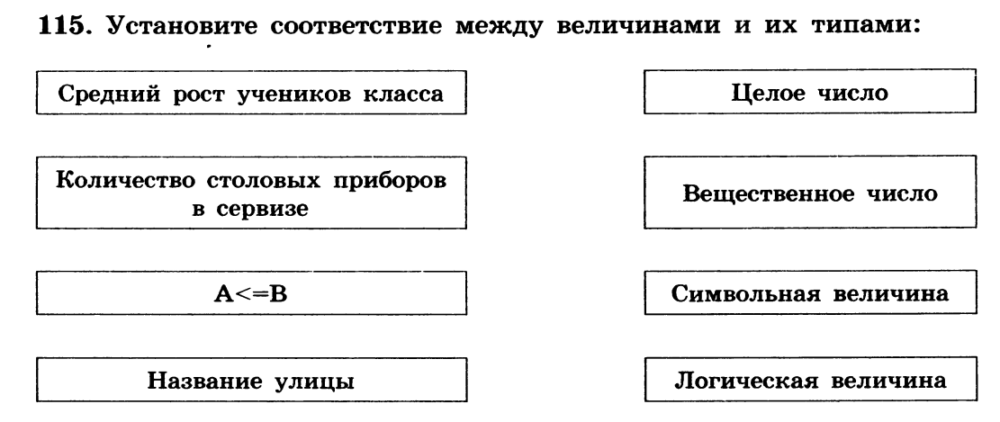 115. Установите соответствие между величинами и их типами:
Средний рост учеников класса
Целое число
Количество столовых приборов
в сервизе
Вещественное число
A<=B
Символьная величина
Название улицы
Логическая величина